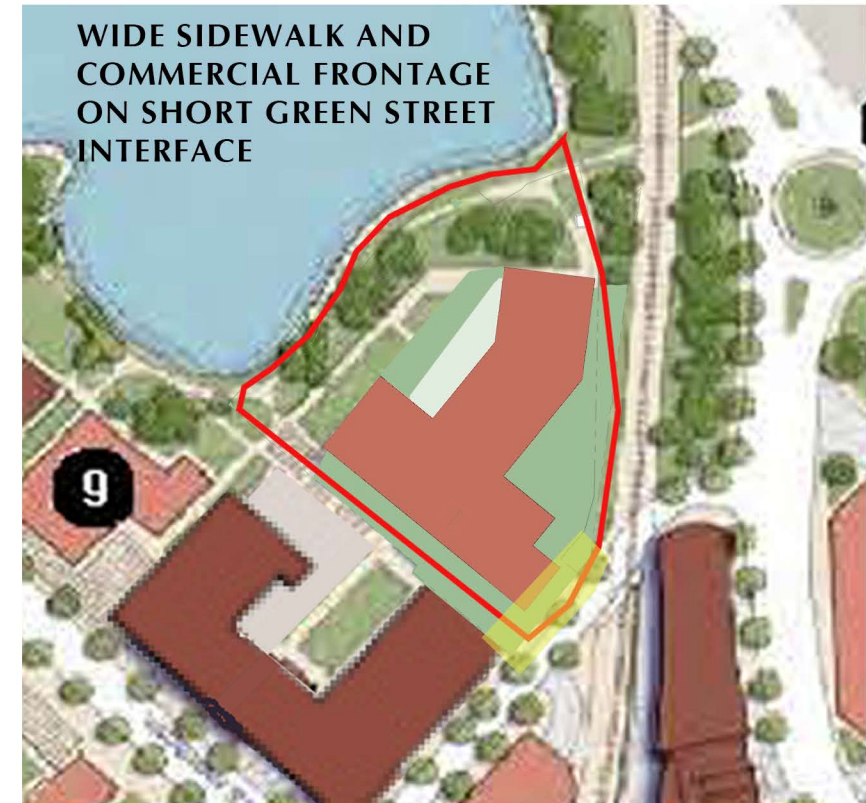 WIDE SIDEWALK AND
COMMERCIAL FRONTAGE
ON SHORT GREEN STREET
INTERFACE
9